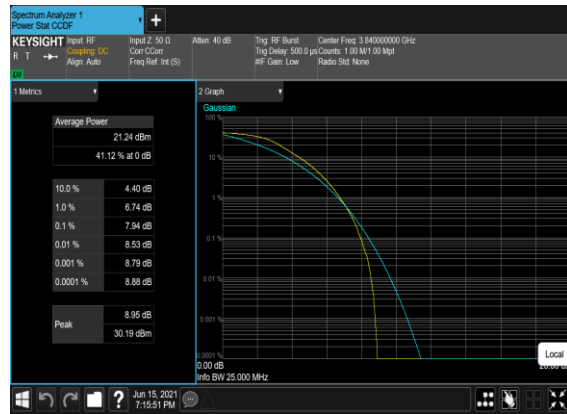 Spectrum Analyzer 1
Power Stat CCDF
+
KEYSIGHT
R T
LW
Input: RF
Coupling: DC
Align: Auto
Input Z: 50 Ω
Corr CCorr
Freq Ref: Int (S)
Atten: 40 dB
Trig: RF Burst
Trig Delay: 500.0 µs
#IF Gain: Low
Center Freq: 3.840000000 GHz
Counts: 1.00 M/1.00 Mpt
Radio Std: None
1 Metrics
Average Power
21.24 dBm
41.12 % at 0 dB
10.0 % 4.40 dB
1.0 % 6.74 dB
0.1 % 7.94 dB
0.01 % 8.53 dB
0.001 % 8.79 dB
0.0001 % 8.88 dB
Peak
8.95 dB
30.19 dBm
2 Graph
Gaussian
100 %
10 %
1 %
0.1 %
0.01 %
0.001 %
0.0001 %
0.00 dB
Info BW 25.000 MHz
Local
?
Jun 15, 2021
7:15:51 PM